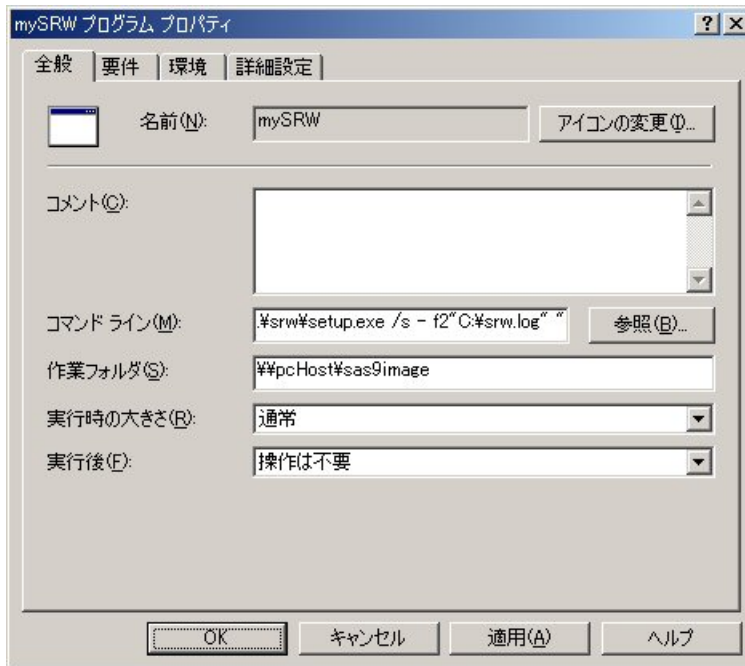 mySRW プログラム プロパティ
全般 要件 環境 詳細設定
名前(N): mySRW アイコンの変更(I)...
コメント(C):
コマンド ライン(M): .¥srw¥setup.exe /s - f2"C:¥srw.log" " 参照(B)...
作業フォルダ(S): ¥¥pcHost¥sas9image
実行時の大きさ(R): 通常
実行後(F): 操作は不要
OK キャンセル 適用(A) ヘルプ